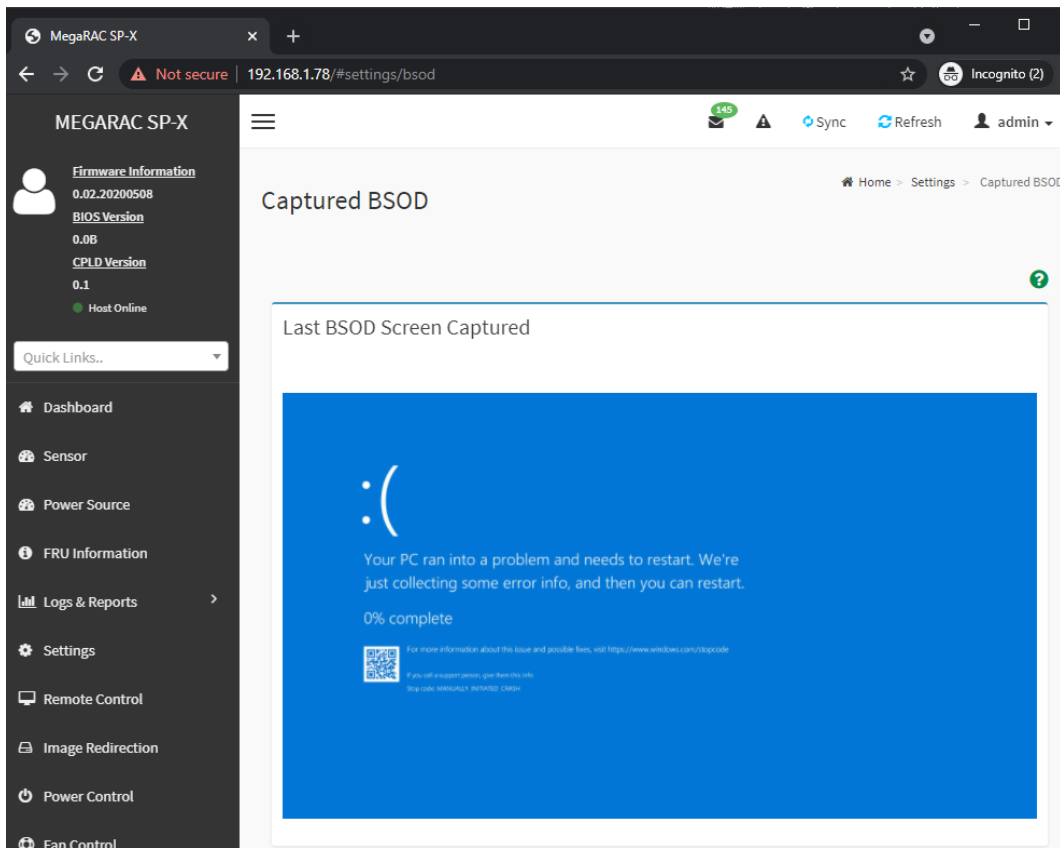 MegaRAC SP-X
Not secure | 192.168.1.78/#settings/bsod
Incognito (2)
MEGARAC SP-X
145
Sync
Refresh
admin
Firmware Information
0.02.20200508
BIOS Version
0.0B
CPLD Version
0.1
Host Online
Quick Links..
Dashboard
Sensor
Power Source
FRU Information
Logs & Reports
Settings
Remote Control
Image Redirection
Power Control
Fan Control
Captured BSOD
Home > Settings > Captured BSOD
Last BSOD Screen Captured
:(
Your PC ran into a problem and needs to restart. We're
just collecting some error info, and then you can restart.
0% complete
For more information about this issue and possible fixes, visit https://www.windows.com/stopcode
If you call a support person, give them this info:
Stop code: MANUALLY_INITIATED_CRASH